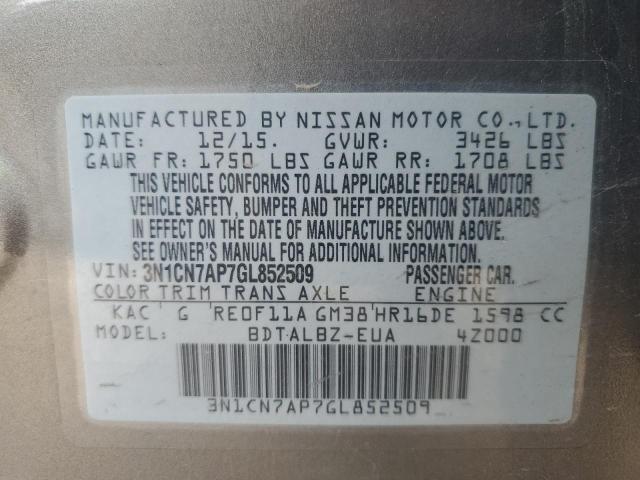 MANUFACTURED BY NISSAN MOTOR CO., LTD.
DATE: 12/15. GVWR: 3426 LBS
GAWR FR: 1750 LBS GAWR RR: 1708 LBS
THIS VEHICLE CONFORMS TO ALL APPLICABLE FEDERAL MOTOR
VEHICLE SAFETY, BUMPER AND THEFT PREVENTION STANDARDS
IN EFFECT ON THE DATE OF MANUFACTURE SHOWN ABOVE.
SEE OWNER'S MANUAL FOR ADDITIONAL INFORMATION.
VIN: 3N1CN7AP7GL852509 PASSENGER CAR.
COLOR TRIM TRANS AXLE ENGINE
KAC G RE0F11A GM38 HR16DE 1598 CC
MODEL: BDTALBZ-EUA 4Z000
3N1CN7AP7GL852509